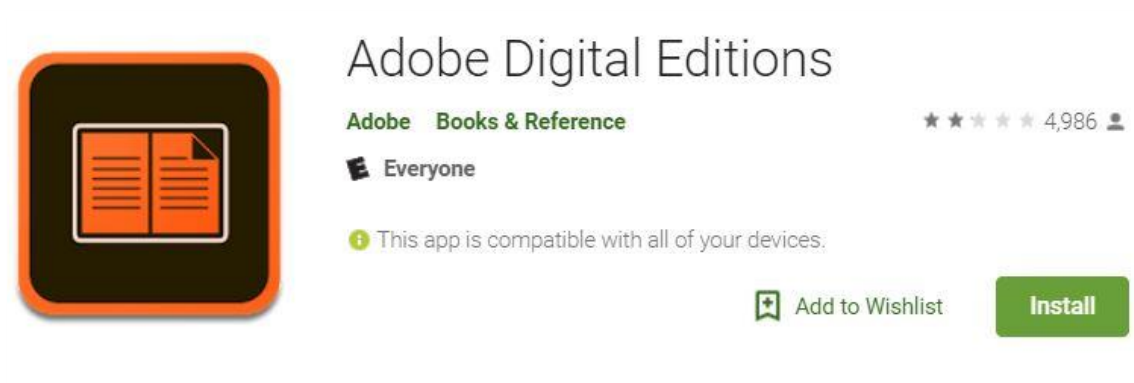 Adobe Digital Editions
Adobe Books & Reference 4,986
E Everyone
This app is compatible with all of your devices.
Add to Wishlist Install